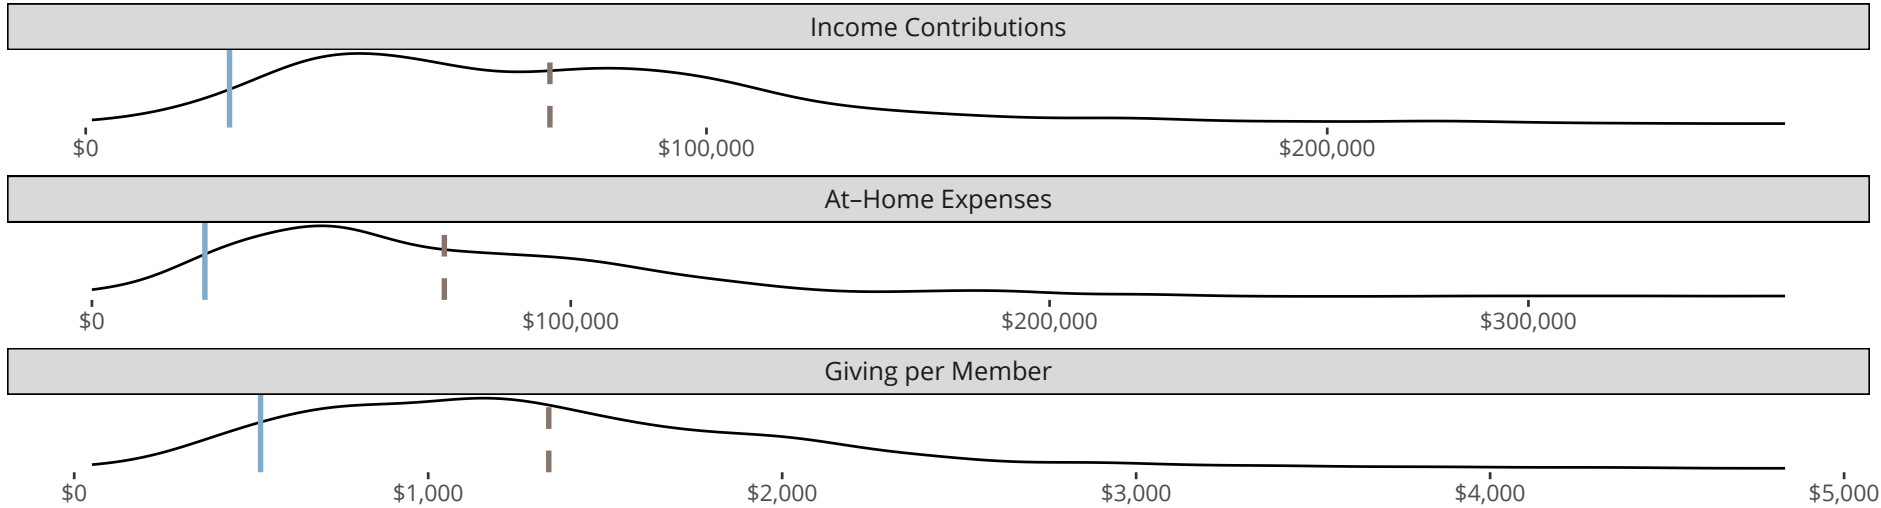 Income Contributions
$0 $100,000 $200,000
At–Home Expenses
$0 $100,000 $200,000 $300,000
Giving per Member
$0 $1,000 $2,000 $3,000 $4,000 $5,000